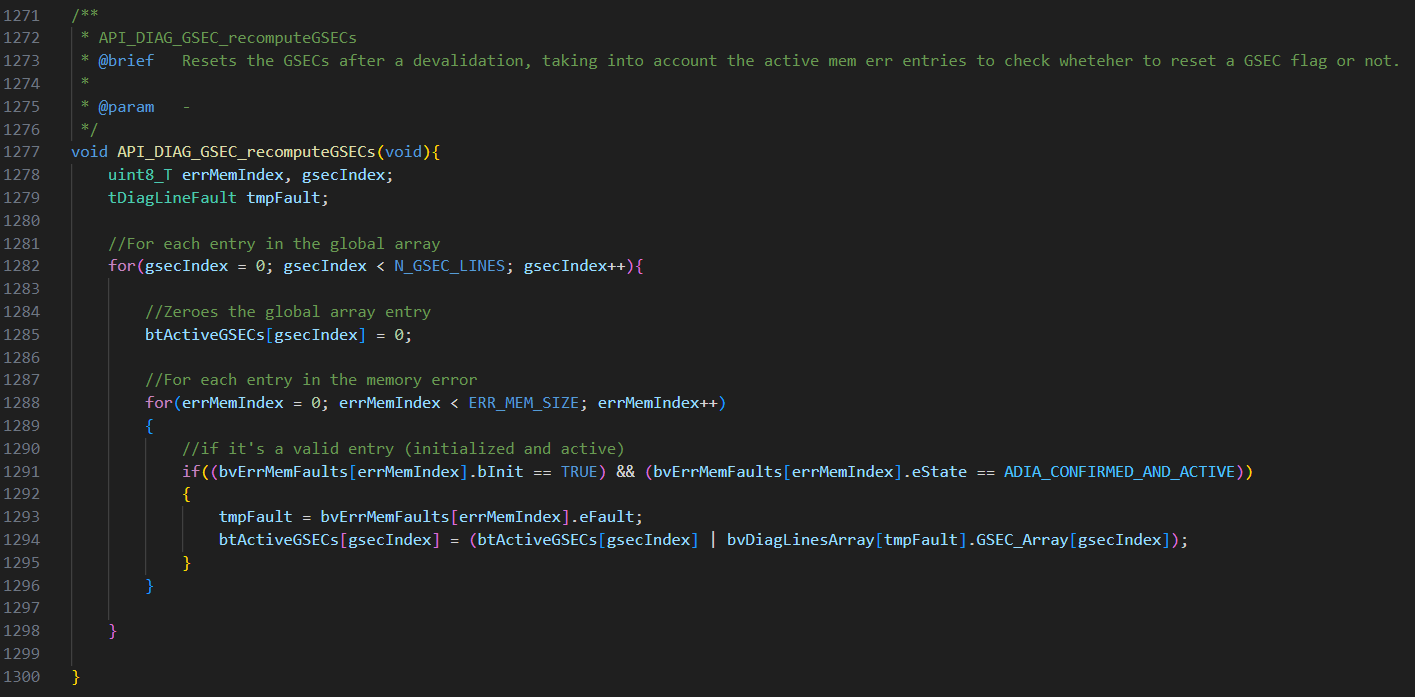 1271 /**
1272 * API_DIAG_GSEC_recomputeGSECs
1273 * @brief Resets the GSECs after a devalidation, taking into account the active mem err entries to check wheteher to reset a GSEC flag or not.
1274 *
1275 * @param -
1276 */
1277 void API_DIAG_GSEC_recomputeGSECs(void){
1278 uint8_T errMemIndex, gsecIndex;
1279 tDiagLineFault tmpFault;
1280
1281 //For each entry in the global array
1282 for(gsecIndex = 0; gsecIndex < N_GSEC_LINES; gsecIndex++){
1283
1284 //Zeroes the global array entry
1285 btActiveGSECs[gsecIndex] = 0;
1286
1287 //For each entry in the memory error
1288 for(errMemIndex = 0; errMemIndex < ERR_MEM_SIZE; errMemIndex++)
1289 {
1290 //if it's a valid entry (initialized and active)
1291 if((bvErrMemFaults[errMemIndex].bInit == TRUE) && (bvErrMemFaults[errMemIndex].eState == ADIA_CONFIRMED_AND_ACTIVE))
1292 {
1293 tmpFault = bvErrMemFaults[errMemIndex].eFault;
1294 btActiveGSECs[gsecIndex] = (btActiveGSECs[gsecIndex] | bvDiagLinesArray[tmpFault].GSEC_Array[gsecIndex]);
1295 }
1296 }
1297
1298 }
1299
1300 }